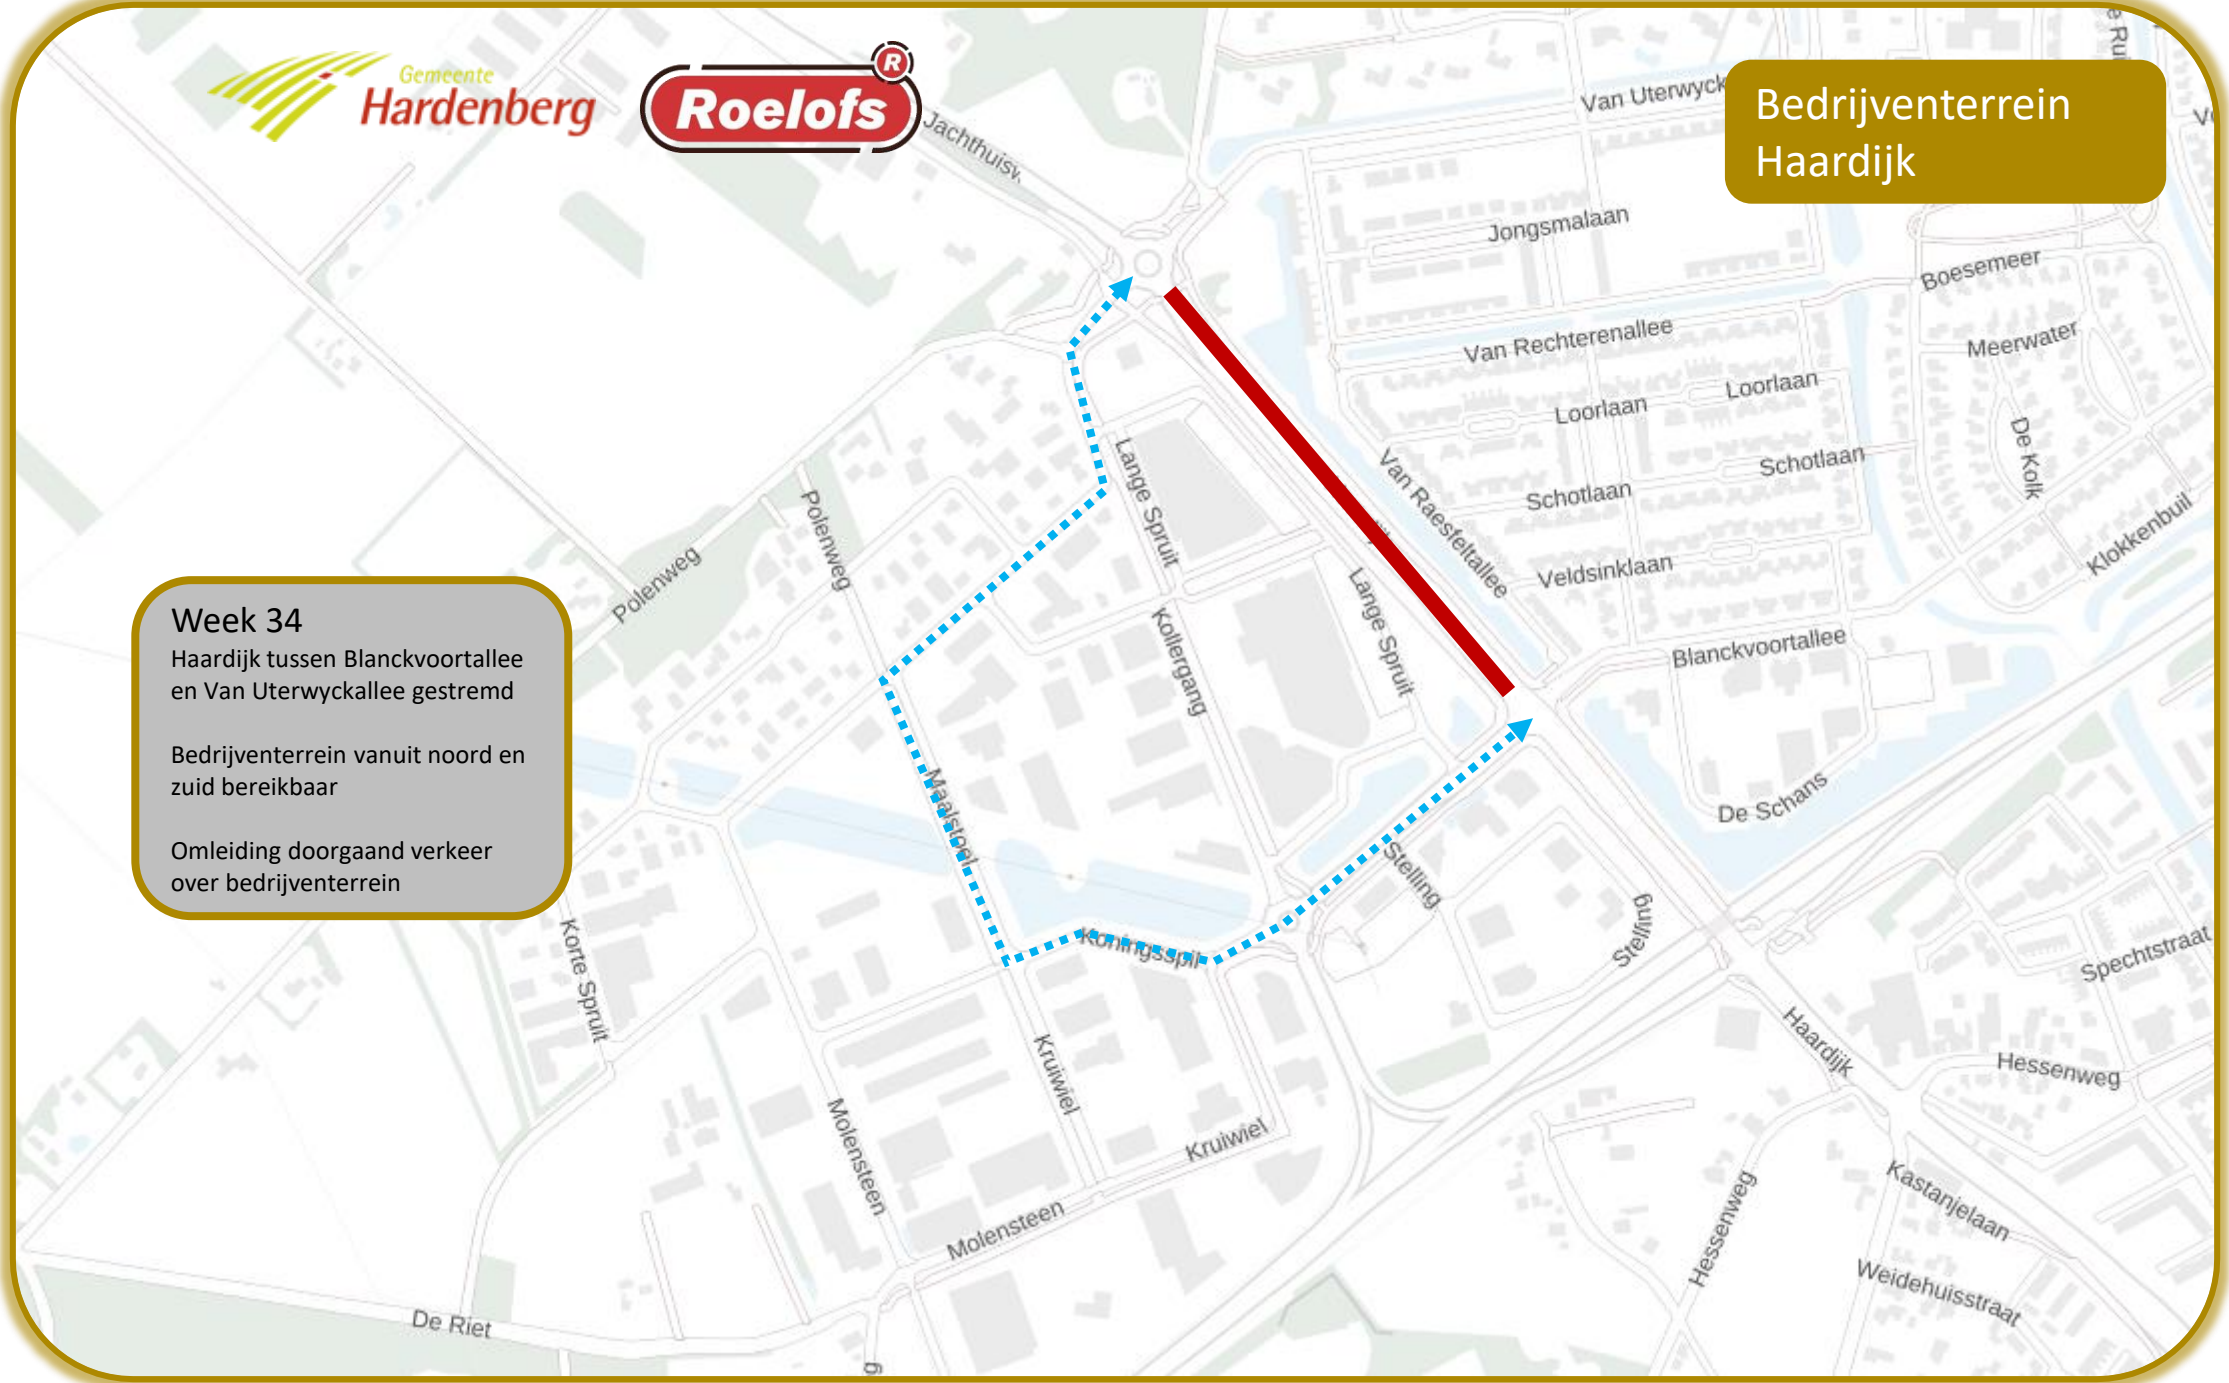 Gemeente
Hardenberg
Roelofs
R
Bedrijventerrein
Haardijk
Week 34
Haardijk tussen Blanckvoortallee
en Van Uterwyckallee gestremd
Bedrijventerrein vanuit noord en
zuid bereikbaar
Omleiding doorgaand verkeer
over bedrijventerrein
Jachthuisw.
Van Uterwyck
Jongsmalaan
Boesemeer
Van Rechterenallee
Meerwater
Loorlaan
Loorlaan
De Kolk
Schotlaan
Schotlaan
Van Raesfeltallee
Klokkenbuil
Veldsinklaan
Blanckvoortallee
Lange Spruit
Lange Spruit
Polenweg
Polenweg
Kollergang
Maalstoel
De Schans
Stelling
Stelling
Koningsspil
Korte Spruit
Spechtstraat
Haardijk
Hessenweg
Kruiwiel
Kruiwiel
Molensteen
Molensteen
Hessenweg
Kastanjelaan
Weidehuisstraat
De Riet